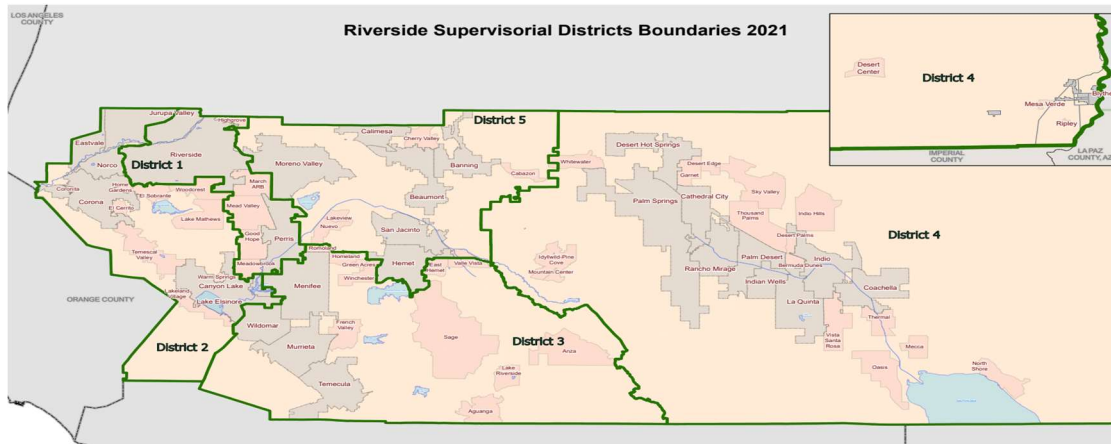 LOS ANGELES
COUNTY
Riverside Supervisorial Districts Boundaries 2021
Desert
Center
District 4
Mesa Verde
Blythe
Ripley
IMPERIAL
COUNTY
LA PAZ
COUNTY, AZ
Jurupa Valley
Highgrove
Eastvale
Riverside
Norco
District 1
Coronita
Home
Gardens
El Sobrante
Woodcrest
March
ARB
Corona
El Cerrito
Lake Mathews
Mead Valley
Moreno Valley
Calimesa
Cherry Valley
District 5
Banning
Cabazon
Beaumont
Whitewater
Desert Hot Springs
Desert Edge
Garnet
Sky Valley
Palm Springs
Cathedral City
Thousand
Palms
Indio Hills
Desert Palms
District 4
Good
Hope
Perris
Lakeview
Nuevo
San Jacinto
Temescal
Valley
Meadowbrook
Romoland
Homeland
Green Acres
Hemet
East
Hemet
Valle Vista
Idyllwild-Pine
Cove
Mountain Center
Rancho Mirage
Palm Desert
Bermuda Dunes
Indio
Indian Wells
Coachella
La Quinta
Warm Springs
Canyon Lake
Menifee
Winchester
ORANGE COUNTY
Lakeland
Village
Lake Elsinore
Wildomar
French
Valley
Murrieta
Sage
District 3
Anza
Thermal
Vista
Santa
Rosa
Mecca
District 2
Temecula
Lake
Riverside
Aguanga
Oasis
North
Shore